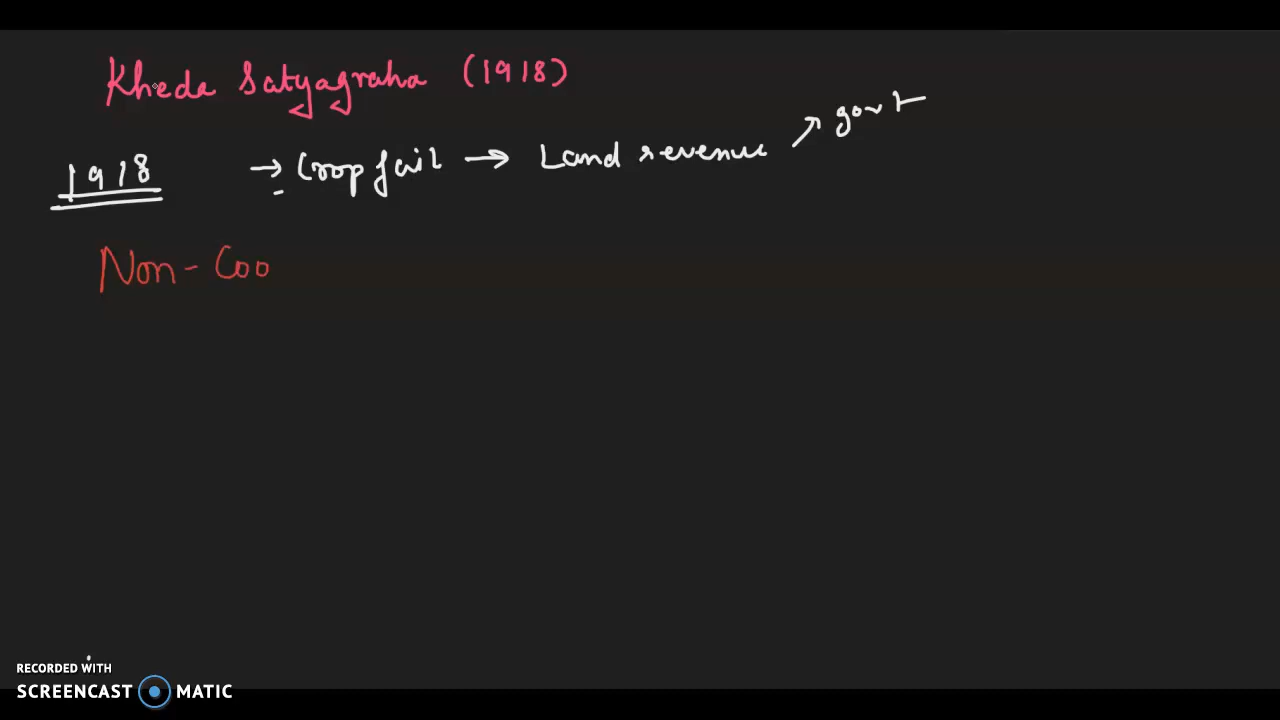 Kheda Satyagraha (1918)
1918 → Crop fail → Land revenue ↗ govt
Non-Coo
RECORDED WITH
SCREENCAST MATIC